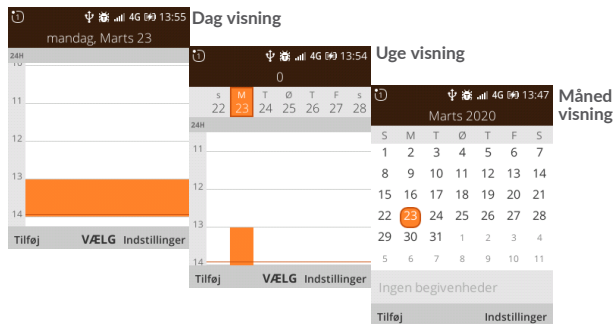 13:55
4G
Dag visning
mandag, Marts 23
24H
10
11
12
13
14
Tilføj VÆLG Indstillinger
4G 13:54
Uge visning
0
s M T Ø T F s
22 23 24 25 26 27 28
24H
11
12
13
14
Tilføj VÆLG Indstillinger
4G 13:47
Måned
visning
Marts 2020
S M T Ø T F S
1 2 3 4 5 6 7
8 9 10 11 12 13 14
15 16 17 18 19 20 21
22 23 24 25 26 27 28
29 30 31 1 2 3 4
5 6 7 8 9 10 11
Ingen begivenheder
Tilføj Indstillinger